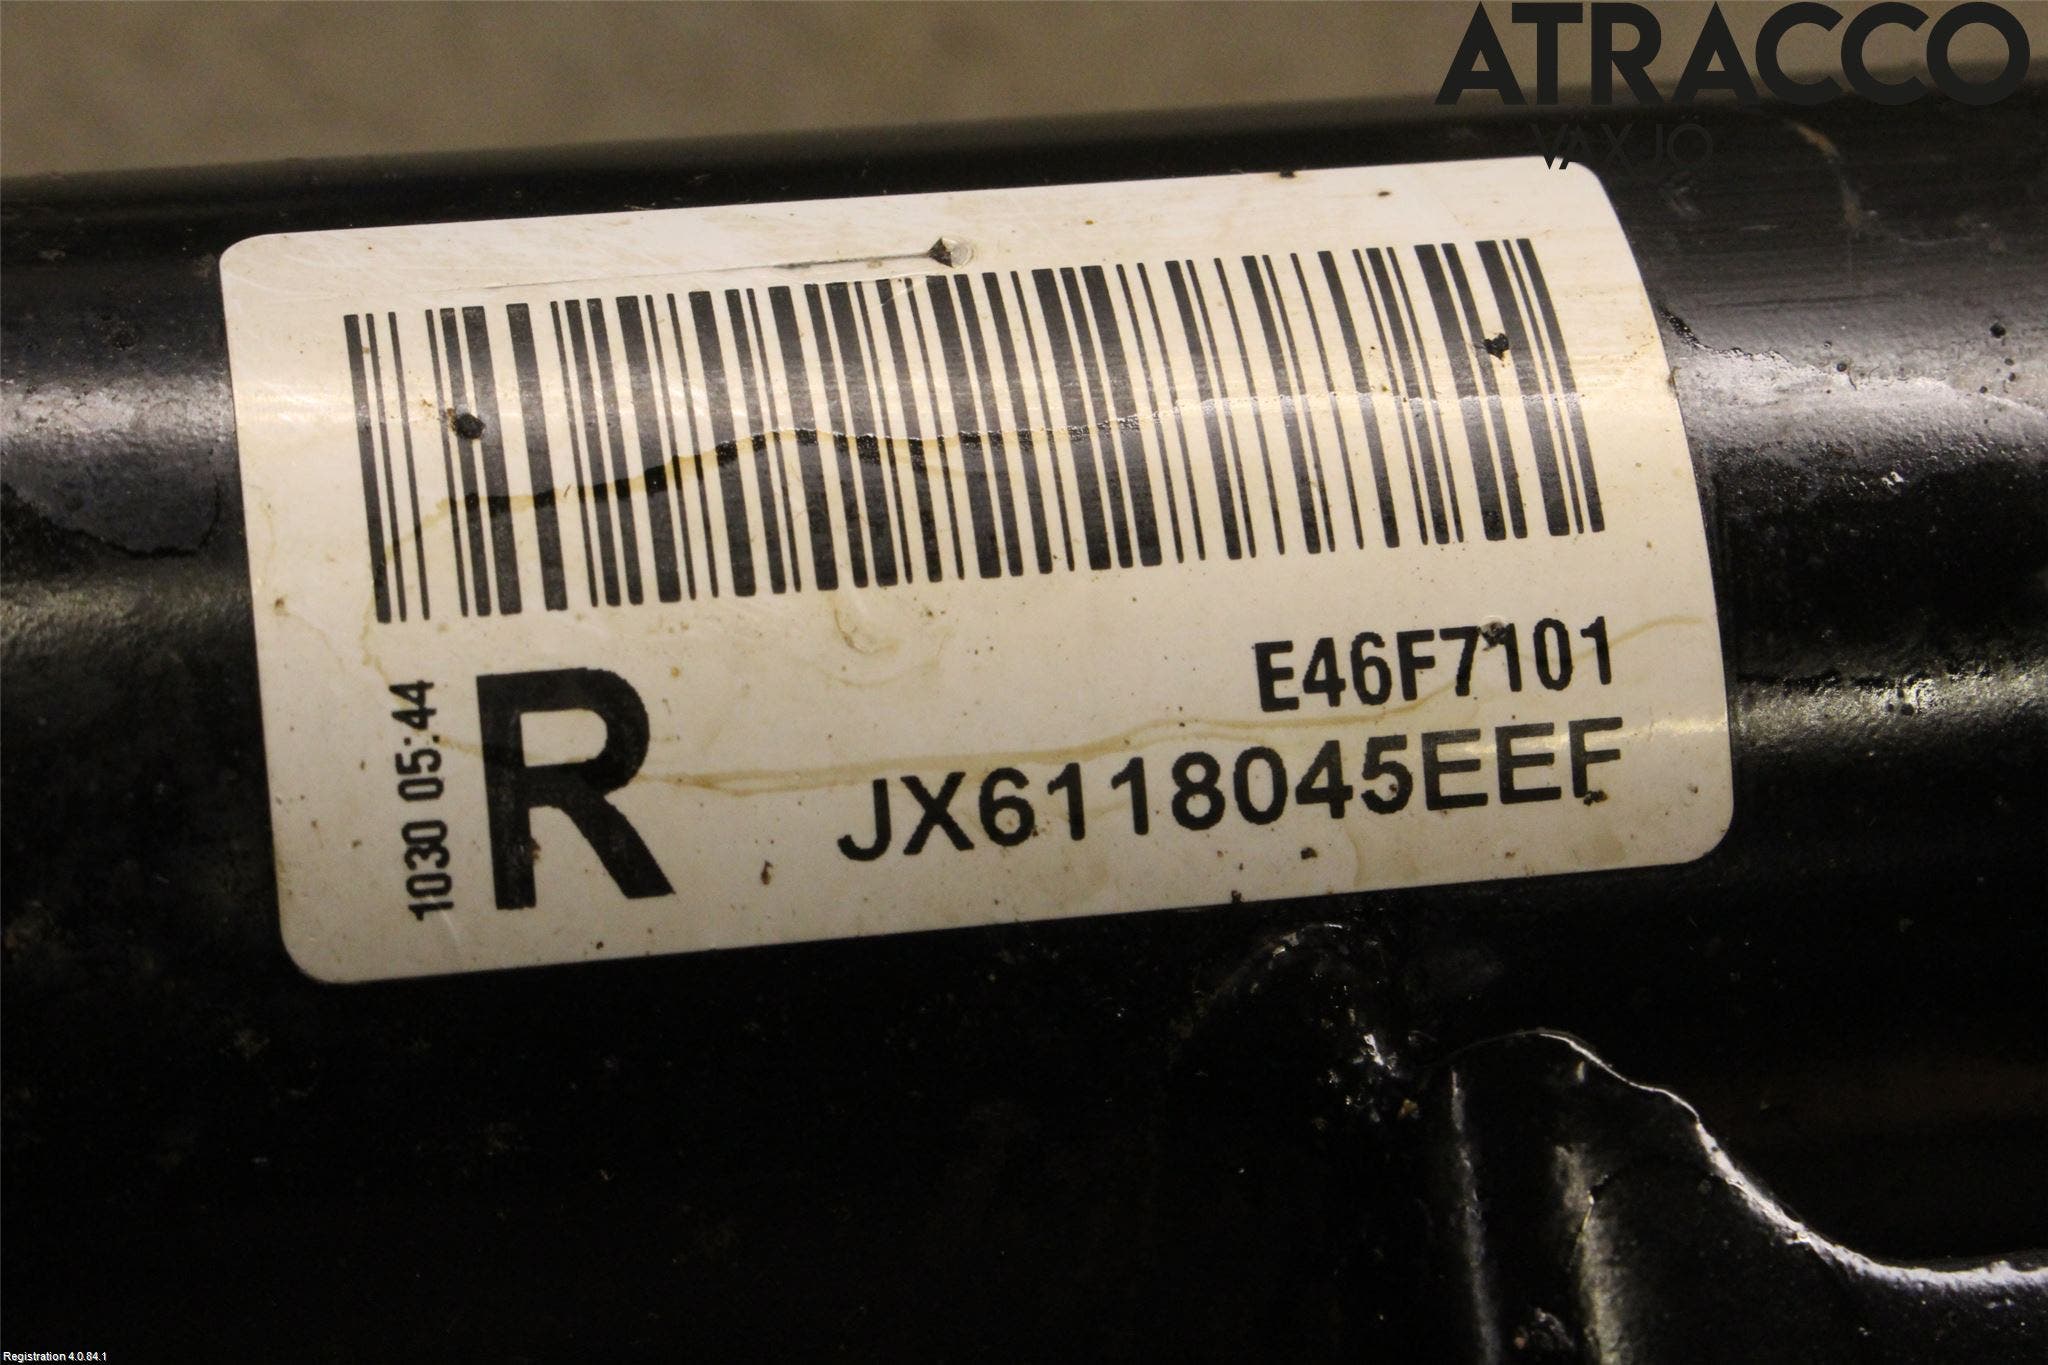 ATRACCO
VÄXJÖ
E46F7101
JX6118045EEF
R
1030 05:44
Registration 4.0.84.1